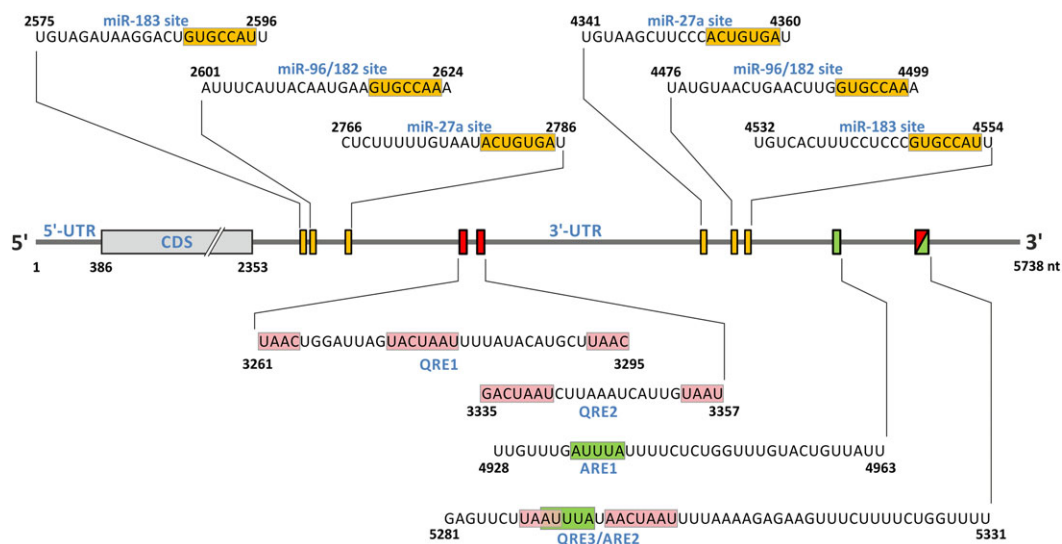 2575 miR-183 site 2596
UGUAGAUAAGGACUGUGCCAUU
4341 miR-27a site 4360
UGUAAGCUUCCCACUGUGAU
2601 miR-96/182 site 2624
AUUUCAUUACAAUGAAGUGCCAAA
4476 miR-96/182 site 4499
UAUGUAACUGAACUUGGUGCCAAA
2766 miR-27a site 2786
CUCUUUUUGUAAUACUGUGAU
4532 miR-183 site 4554
UGUCACUUUCCUCCCGUGCCAUU
5' 5'-UTR CDS 3'-UTR 3'
1 386 2353 5738 nt
UAACUGGAUUAGUACUAAUUUUAUACAUGCUUAAC
3261 QRE1 3295
GACUAAUCUUAAAUCAUUGUAAU
3335 QRE2 3357
UUGUUUGAUUUAUUUUCUCUGGUUUGUACUGUUAUU
4928 ARE1 4963
GAGUUCUUAAUUUAUAACUAAUUUUAAAAGAGAAGUUUCUUUUCUGGUUUU
5281 QRE3/ARE2 5331